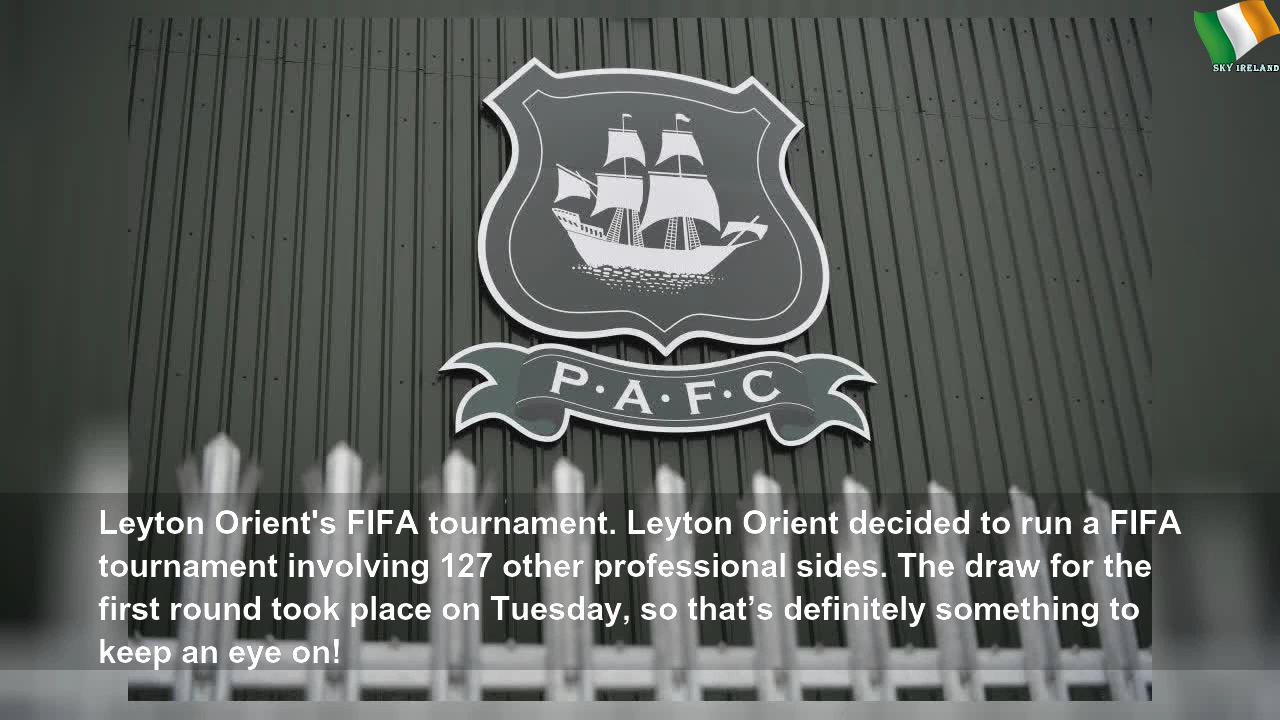 SKY IRELAND
P·A·F·C
Leyton Orient's FIFA tournament. Leyton Orient decided to run a FIFA
tournament involving 127 other professional sides. The draw for the
first round took place on Tuesday, so that’s definitely something to
keep an eye on!